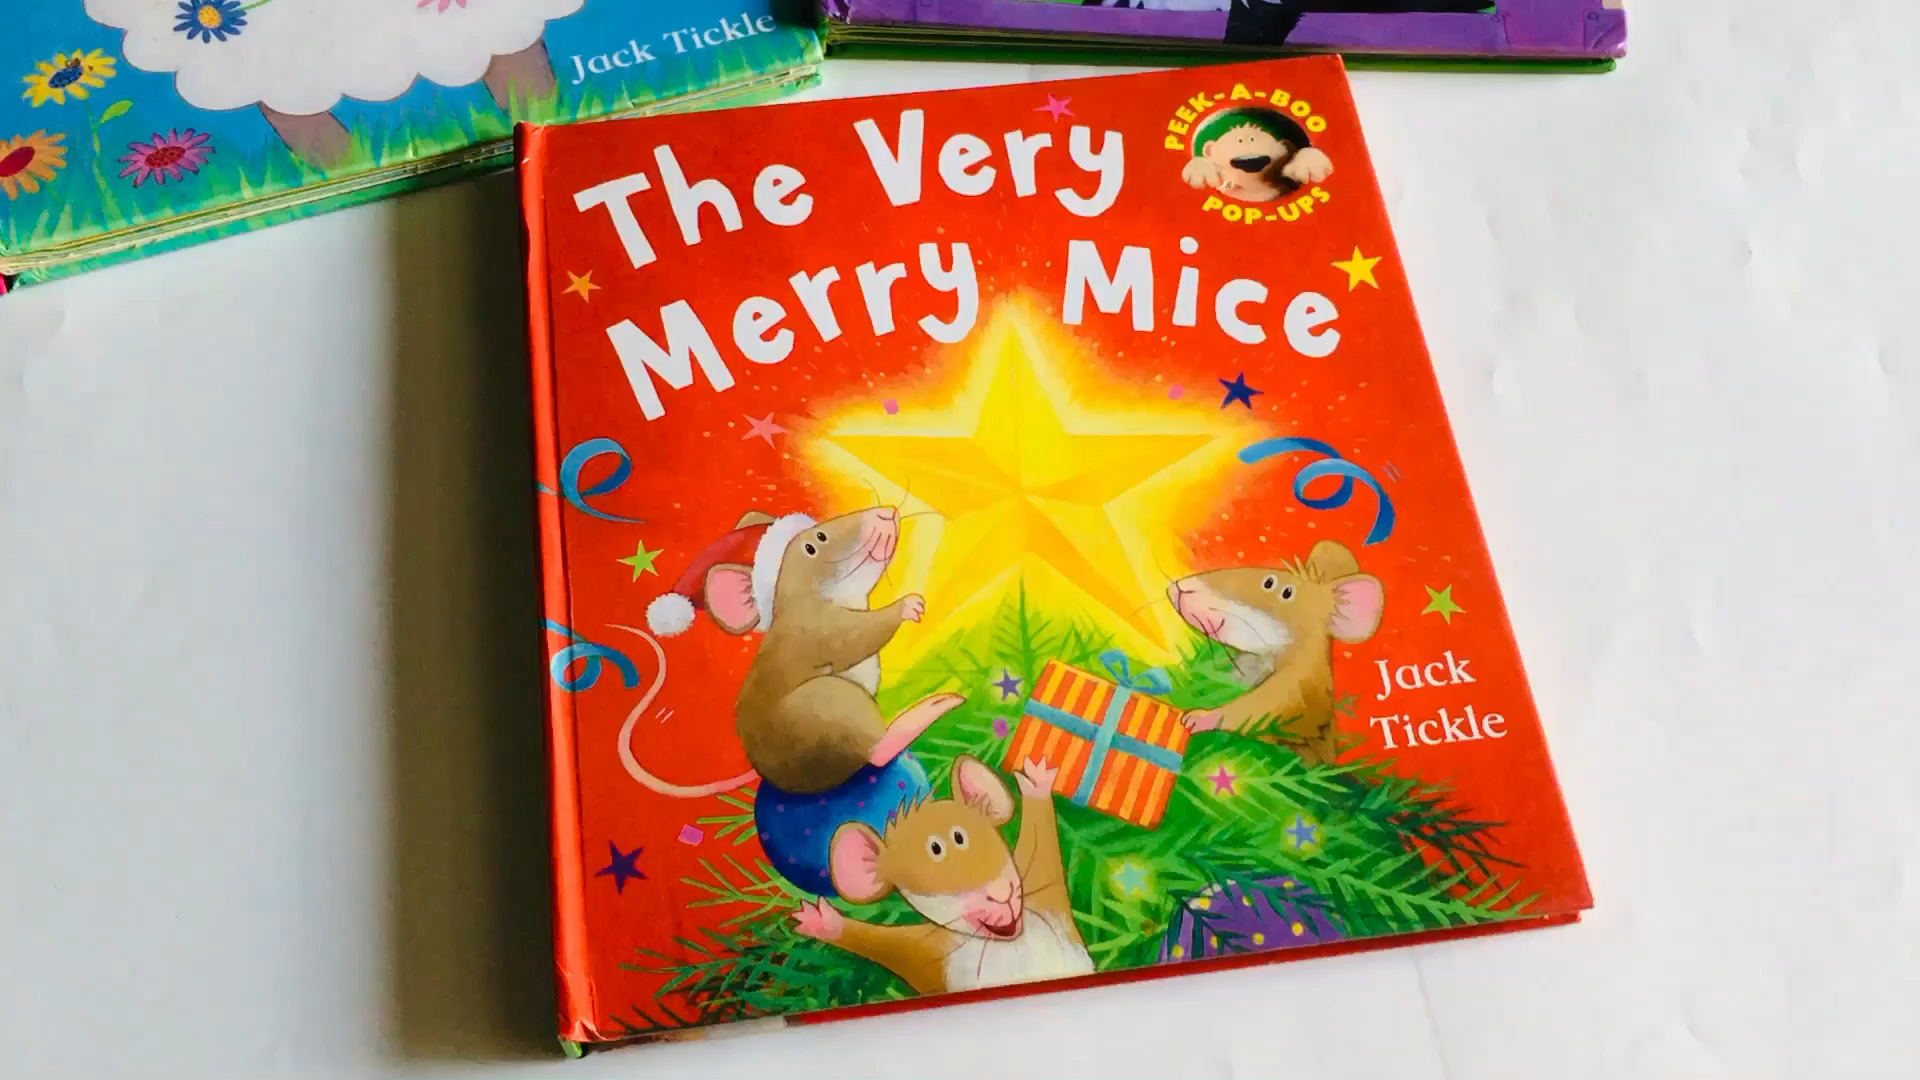 Jack Tickle
The Very
Merry Mice
PEEK-A-BOO
POP-UPS
Jack
Tickle